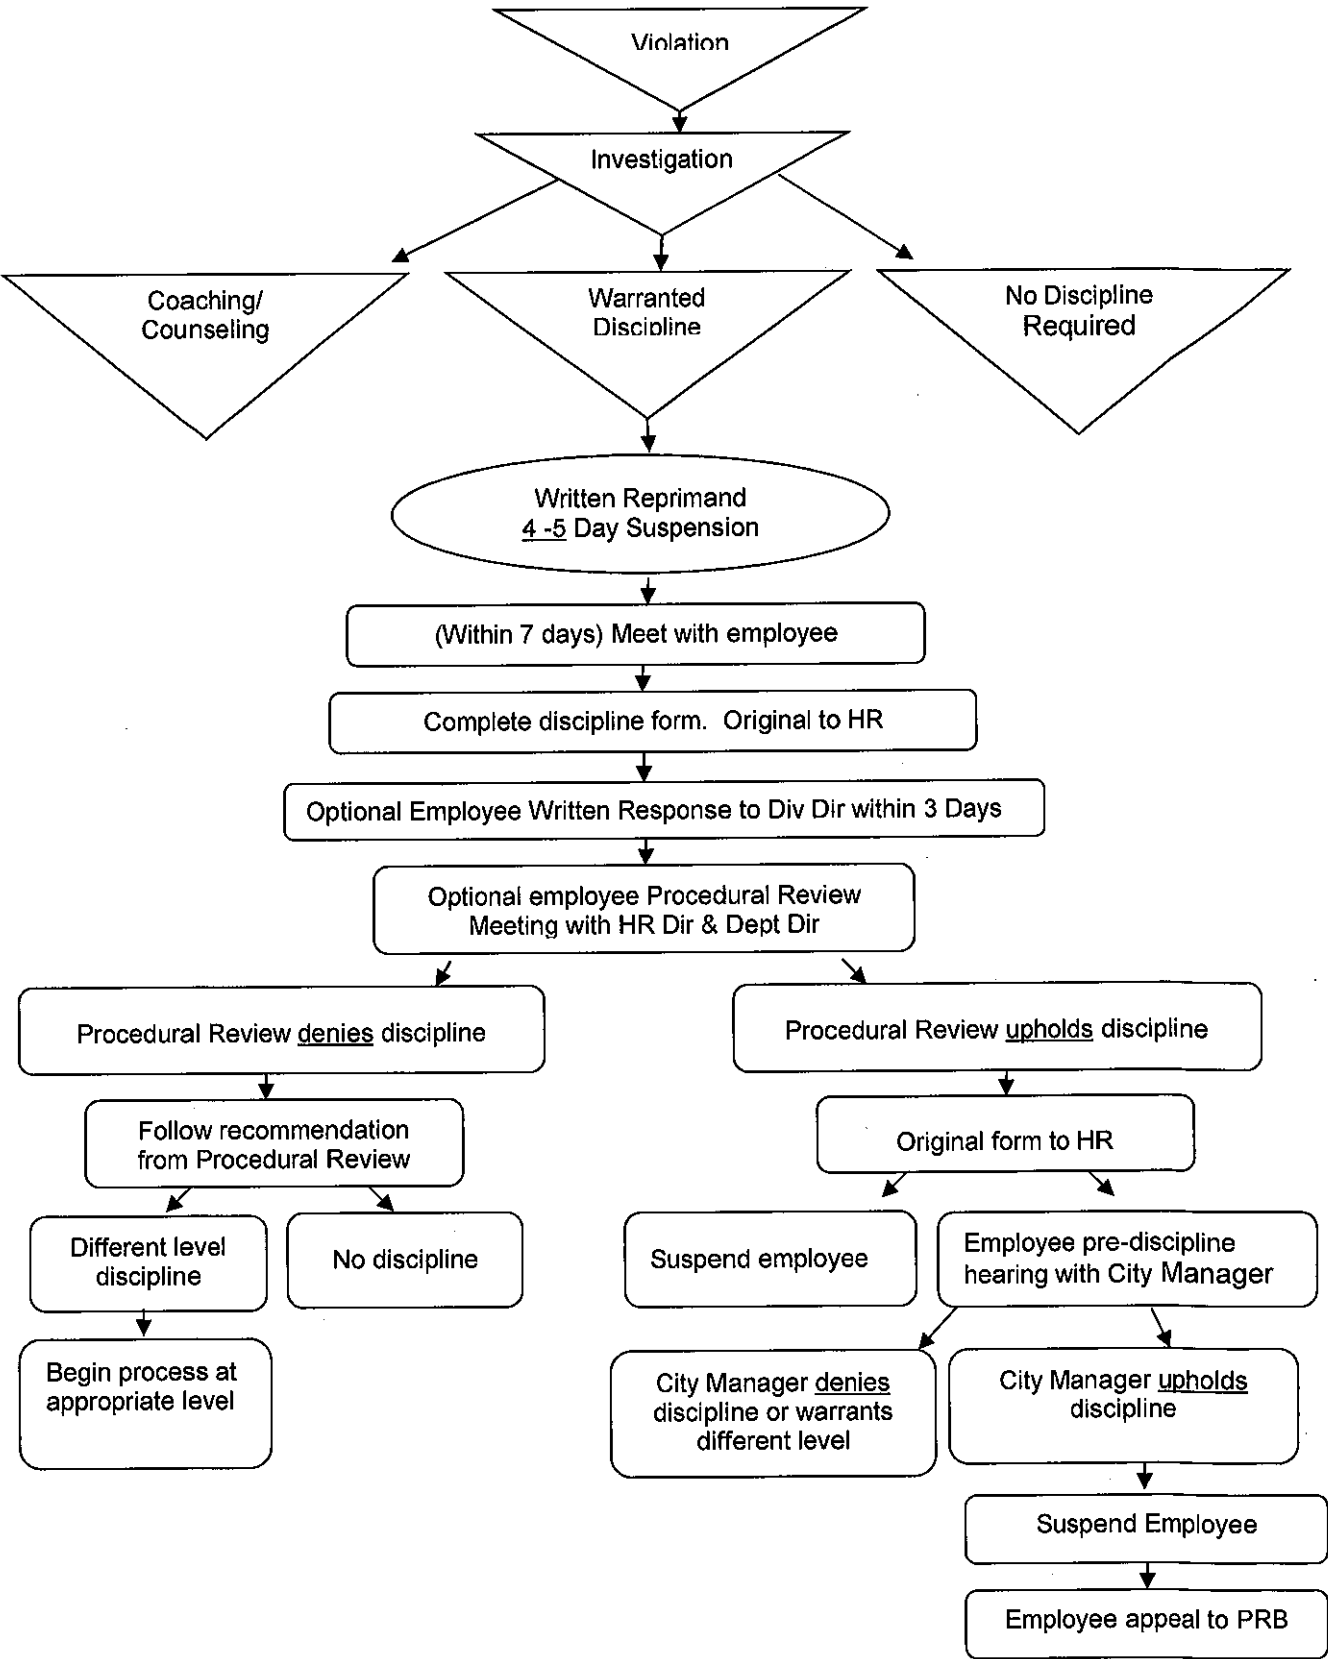 Violation
Investigation
Coaching/
Counseling
Warranted
Discipline
No Discipline
Required
Written Reprimand
4 -5 Day Suspension
(Within 7 days) Meet with employee
Complete discipline form.  Original to HR
Optional Employee Written Response to Div Dir within 3 Days
Optional employee Procedural Review
Meeting with HR Dir & Dept Dir
Procedural Review denies discipline
Procedural Review upholds discipline
Follow recommendation
from Procedural Review
Original form to HR
Different level
discipline
No discipline
Suspend employee
Employee pre-discipline
hearing with City Manager
Begin process at
appropriate level
City Manager denies
discipline or warrants
different level
City Manager upholds
discipline
Suspend Employee
Employee appeal to PRB